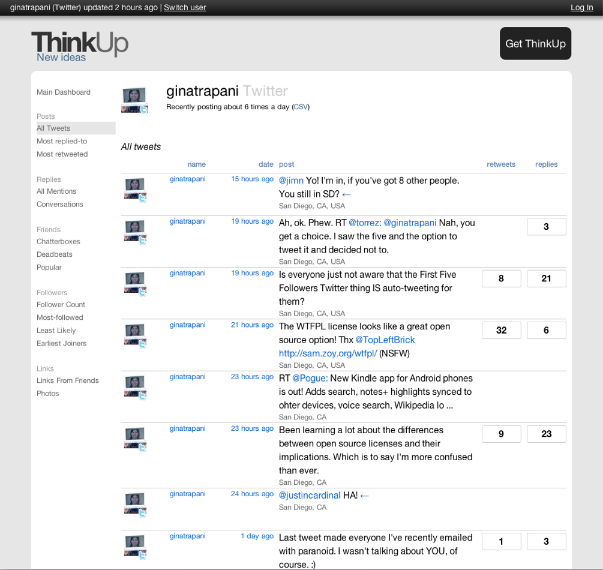 ginatrapani (Twitter) updated 2 hours ago | Switch user
Log In
ThinkUp
New ideas
Get ThinkUp
Main Dashboard
Posts
All Tweets
Most replied-to
Most retweeted
Replies
All Mentions
Conversations
Friends
Chatterboxes
Deadbeats
Popular
Followers
Follower Count
Most-followed
Least Likely
Earliest Joiners
Links
Links From Friends
Photos
ginatrapani Twitter
Recently posting about 6 times a day (CSV)
All tweets
name date post retweets replies
ginatrapani 15 hours ago @jimn Yo! I'm in, if you've got 8 other people.
You still in SD? ←
San Diego, CA, USA
ginatrapani 19 hours ago Ah, ok. Phew. RT @torrez: @ginatrapani Nah, you 3
get a choice. I saw the five and the option to
tweet it and decided not to.
San Diego, CA, USA
ginatrapani 19 hours ago Is everyone just not aware that the First Five 8 21
Followers Twitter thing IS auto-tweeting for
them?
San Diego, CA, USA
ginatrapani 21 hours ago The WTFPL license looks like a great open 32 6
source option! Thx @TopLeftBrick
http://sam.zoy.org/wtfpl/ (NSFW)
San Diego, CA, USA
ginatrapani 23 hours ago RT @Pogue: New Kindle app for Android phones
is out! Adds search, notes+ highlights synced to
ohter devices, voice search, Wikipedia lo ...
San Diego, CA
ginatrapani 23 hours ago Been learning a lot about the differences 9 23
between open source licenses and their
implications. Which is to say I'm more confused
than ever.
San Diego, CA
ginatrapani 24 hours ago @justincardinal HA! ←
San Diego, CA
ginatrapani 1 day ago Last tweet made everyone I've recently emailed 1 3
with paranoid. I wasn't talking about YOU, of
course. :)